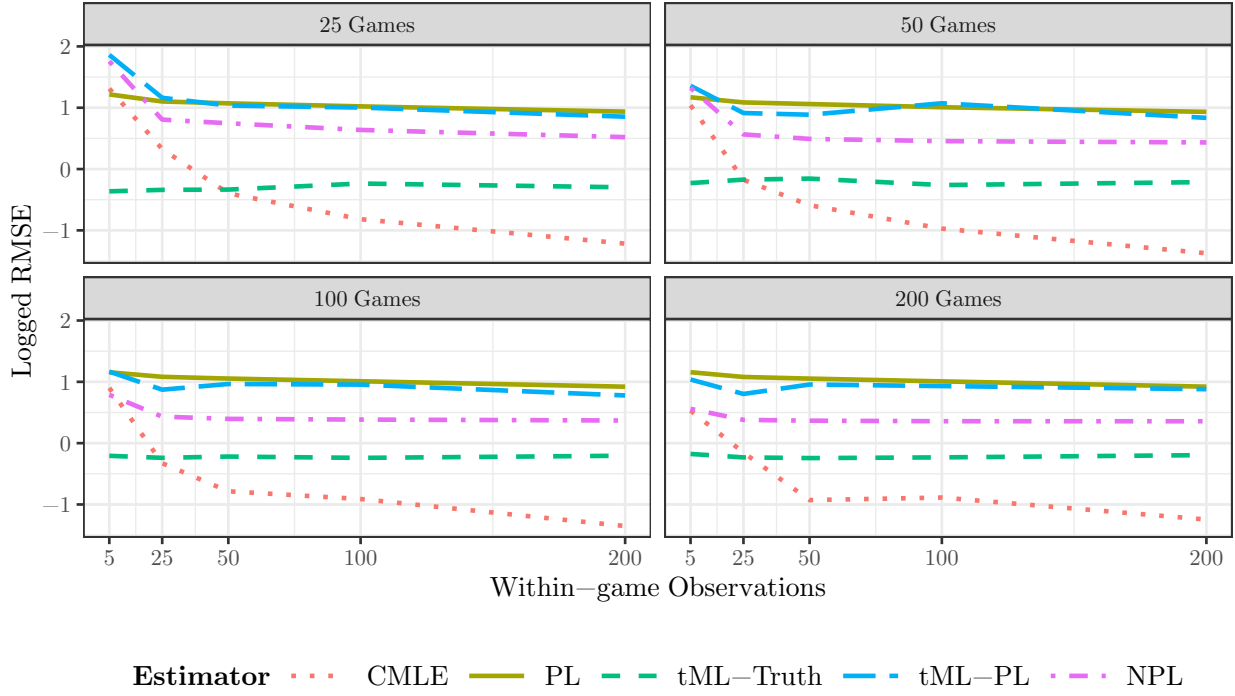 25 Games
50 Games
2
1
0
−1
Logged RMSE
100 Games
200 Games
2
1
0
−1
5 25 50 100 200
5 25 50 100 200
Within−game Observations
Estimator CMLE PL tML−Truth tML−PL NPL